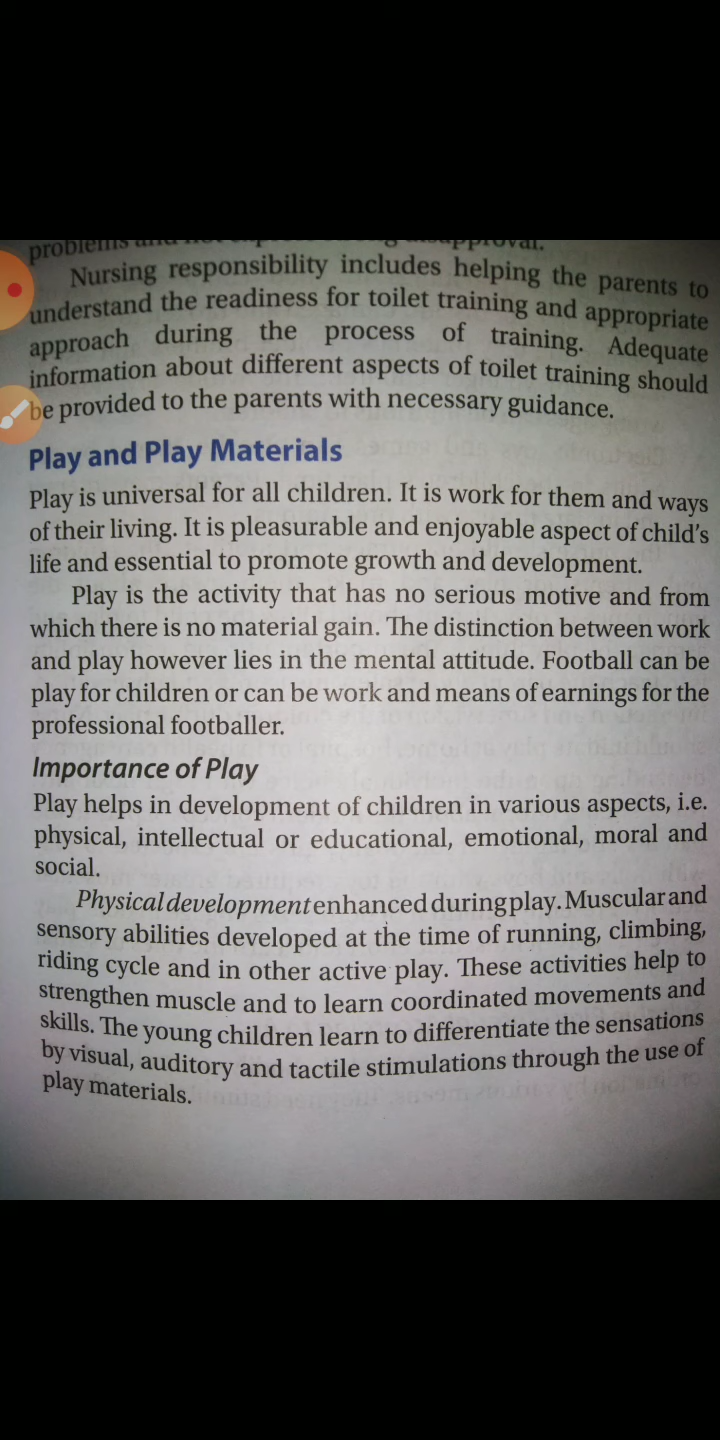 problems and not express strong disapproval.
Nursing responsibility includes helping the parents to
understand the readiness for toilet training and appropriate
approach during the process of training. Adequate
information about different aspects of toilet training should
be provided to the parents with necessary guidance.
Play and Play Materials
Play is universal for all children. It is work for them and ways
of their living. It is pleasurable and enjoyable aspect of child's
life and essential to promote growth and development.
Play is the activity that has no serious motive and from
which there is no material gain. The distinction between work
and play however lies in the mental attitude. Football can be
play for children or can be work and means of earnings for the
professional footballer.
Importance of Play
Play helps in development of children in various aspects, i.e.
physical, intellectual or educational, emotional, moral and
social.
Physical development enhanced during play. Muscular and
sensory abilities developed at the time of running, climbing,
riding cycle and in other active play. These activities help to
strengthen muscle and to learn coordinated movements and
skills. The young children learn to differentiate the sensations
by visual, auditory and tactile stimulations through the use of
play materials.